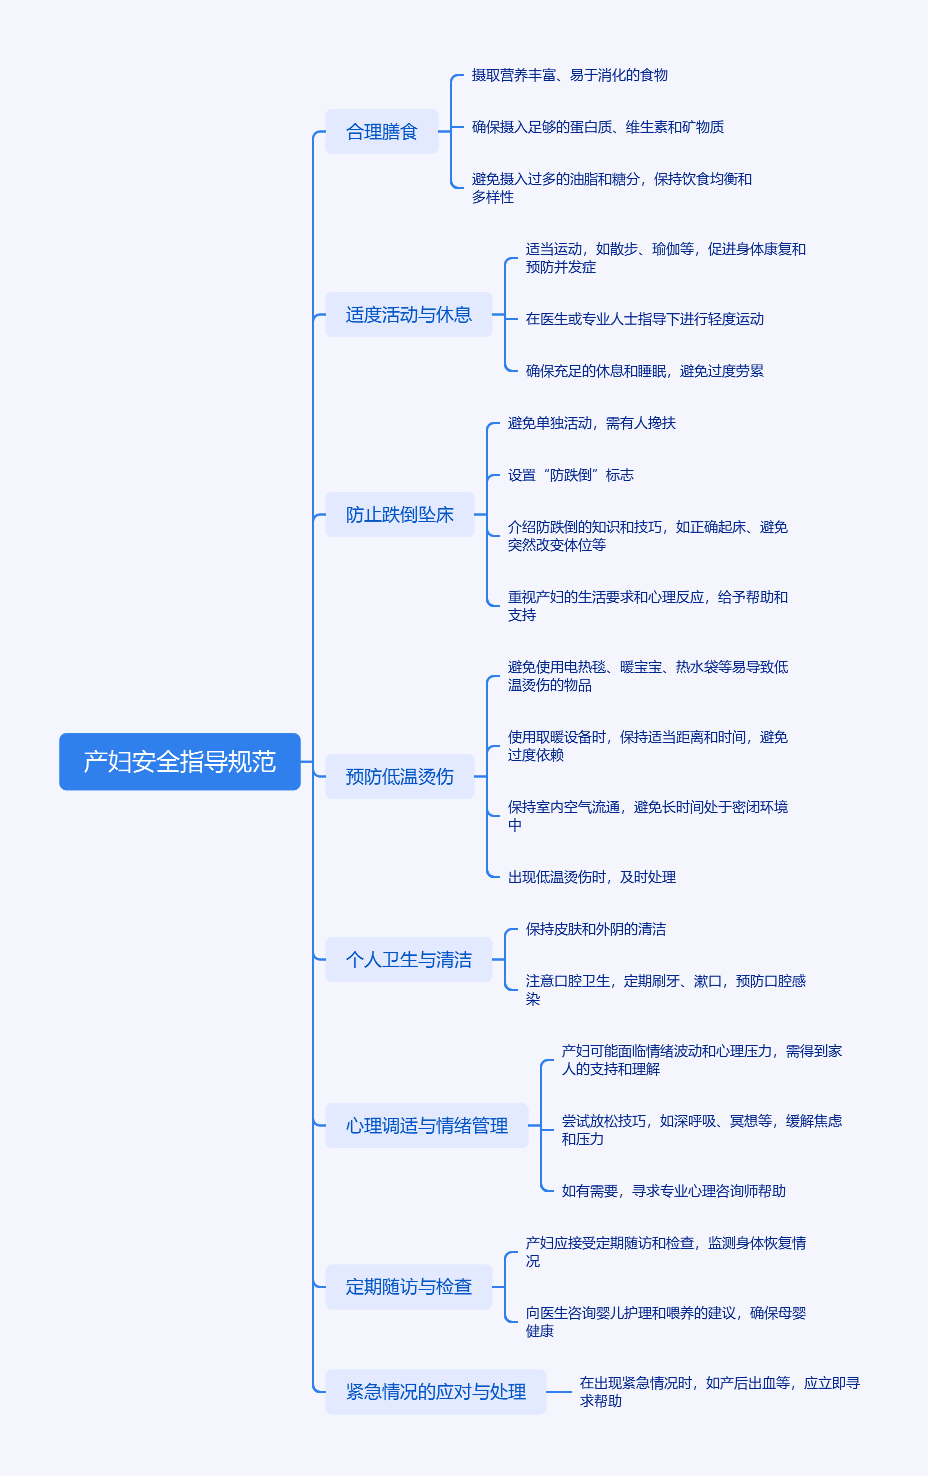 产妇安全指导规范
合理膳食
摄取营养丰富、易于消化的食物
确保摄入足够的蛋白质、维生素和矿物质
避免摄入过多的油脂和糖分，保持饮食均衡和
多样性
适度活动与休息
适当运动，如散步、瑜伽等，促进身体康复和
预防并发症
在医生或专业人士指导下进行轻度运动
确保充足的休息和睡眠，避免过度劳累
防止跌倒坠床
避免单独活动，需有人搀扶
设置“防跌倒”标志
介绍防跌倒的知识和技巧，如正确起床、避免
突然改变体位等
重视产妇的生活要求和心理反应，给予帮助和
支持
预防低温烫伤
避免使用电热毯、暖宝宝、热水袋等易导致低
温烫伤的物品
使用取暖设备时，保持适当距离和时间，避免
过度依赖
保持室内空气流通，避免长时间处于密闭环境
中
出现低温烫伤时，及时处理
个人卫生与清洁
保持皮肤和外阴的清洁
注意口腔卫生，定期刷牙、漱口，预防口腔感
染
心理调适与情绪管理
产妇可能面临情绪波动和心理压力，需得到家
人的支持和理解
尝试放松技巧，如深呼吸、冥想等，缓解焦虑
和压力
如有需要，寻求专业心理咨询师帮助
定期随访与检查
产妇应接受定期随访和检查，监测身体恢复情
况
向医生咨询婴儿护理和喂养的建议，确保母婴
健康
紧急情况的应对与处理
在出现紧急情况时，如产后出血等，应立即寻
求帮助